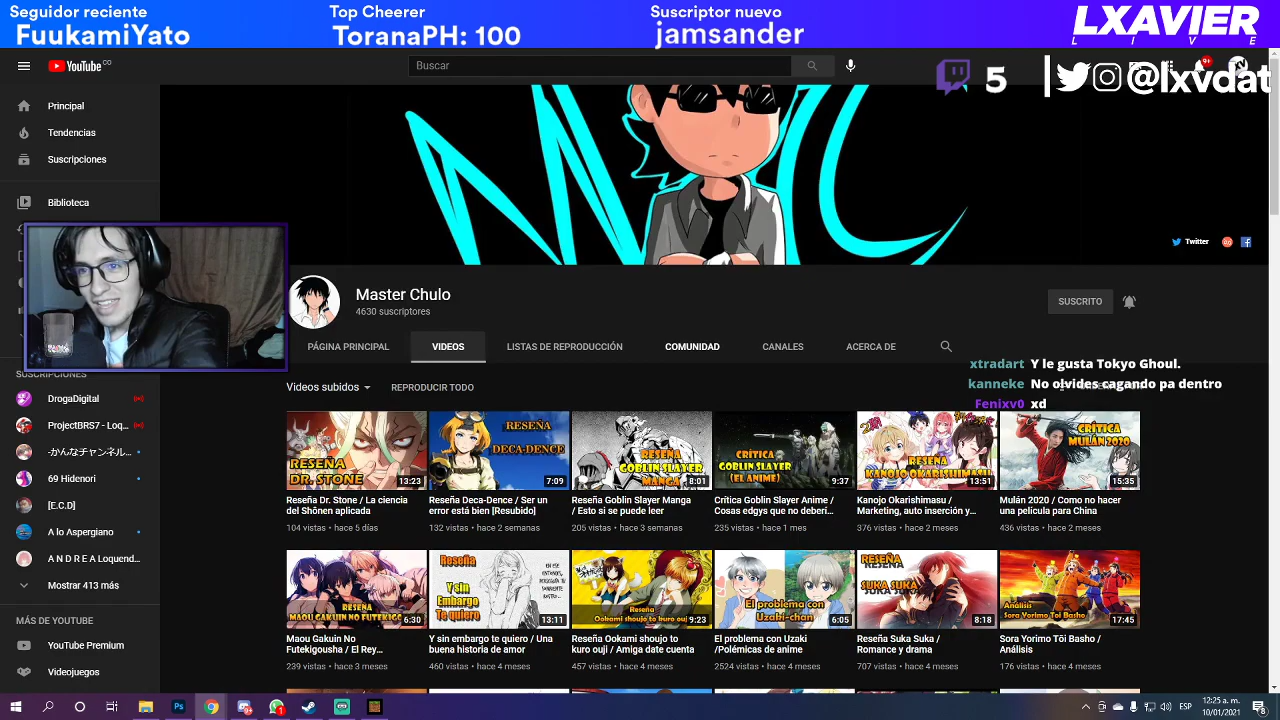 Seguidor reciente
FuukamiYato
Top Cheerer
ToranaPH: 100
Suscriptor nuevo
jamsander
LXAVIER
L I V E
YouTube CO
Buscar
5
@lxvdat
9+
Principal
Tendencias
Suscripciones
Biblioteca
MC
Twitter
Master Chulo
4630 suscriptores
SUSCRITO
PÁGINA PRINCIPAL
VIDEOS
LISTAS DE REPRODUCCIÓN
COMUNIDAD
CANALES
ACERCA DE
xtradart Y le gusta Tokyo Ghoul.
kanneke No olvides cagando pa dentro
Fenixv0 xd
SUSCRIPCIONES
DrogaDigital
ProjectBRS7 - Loq...
69 Hathori
[E.C.D]
A lo Aspergiano
A N D R E A Loquend...
Mostrar 413 más
MÁS DE YOUTUBE
YouTube Premium
Videojuegos
Videos subidos
REPRODUCIR TODO
RESEÑA
DR. STONE
13:23
Reseña Dr. Stone / La ciencia
del Shōnen aplicada
104 vistas • hace 5 días
RESEÑA
DECA-DENCE
7:09
Reseña Deca-Dence / Ser un
error está bien [Resubido]
132 vistas • hace 2 semanas
RESEÑA
GOBLIN SLAYER
MANGA
8:01
Reseña Goblin Slayer Manga
/ Esto si se puede leer
205 vistas • hace 3 semanas
CRÍTICA
GOBLIN SLAYER
(EL ANIME)
9:37
Crítica Goblin Slayer Anime /
Cosas edgys que no deberi...
235 vistas • hace 1 mes
RESEÑA
KANOJO OKARISHIMASU
13:51
Kanojo Okarishimasu /
Marketing, auto inserción y...
376 vistas • hace 2 meses
CRÍTICA
MULÁN 2020
15:35
Mulán 2020 / Como no hacer
una película para China
436 vistas • hace 2 meses
RESEÑA
MAOU GAKUIN NO FUTEKIGO
6:30
Maou Gakuin No
Futekigousha / El Rey...
239 vistas • hace 3 meses
Reseña
Y sin
Embargo
Te quiero
13:11
Y sin embargo te quiero / Una
buena historia de amor
460 vistas • hace 4 meses
Reseña
Ookami shoujo to kuro ouji
9:23
Reseña Ookami shoujo to
kuro ouji / Amiga date cuenta
457 vistas • hace 4 meses
El problema con
Uzaki-chan
6:05
El problema con Uzaki
/Polémicas de anime
2524 vistas • hace 4 meses
RESEÑA
SUKA SUKA
8:18
Reseña Suka Suka /
Romance y drama
707 vistas • hace 4 meses
Análisis
Sora Yorimo Toi Basho
17:45
Sora Yorimo Tōi Basho /
Análisis
176 vistas • hace 4 meses
ESP
12:25 a.m.
10/01/2021